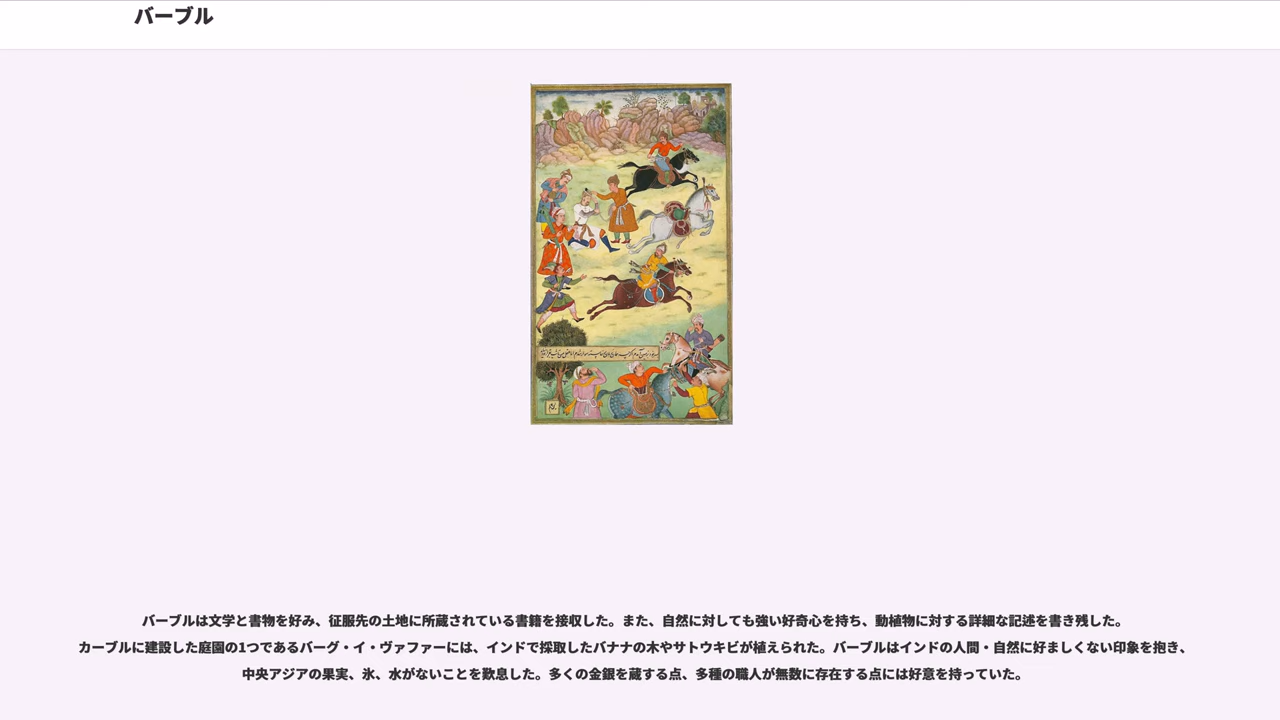 バーブル
バーブルは文学と書物を好み、征服先の土地に所蔵されている書籍を接収した。また、自然に対しても強い好奇心を持ち、動植物に対する詳細な記述を書き残した。
カーブルに建設した庭園の1つであるバーグ・イ・ヴァファーには、インドで採取したバナナの木やサトウキビが植えられた。バーブルはインドの人間・自然に好ましくない印象を抱き、
中央アジアの果実、氷、水がないことを歎息した。多くの金銀を蔵する点、多種の職人が無数に存在する点には好意を持っていた。